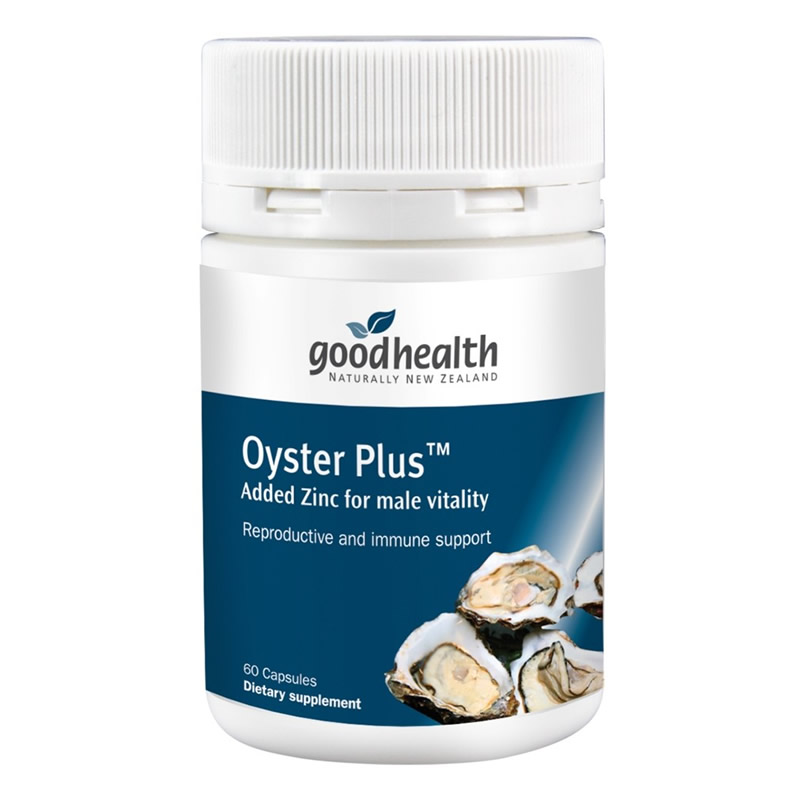 goodhealth
NATURALLY NEW ZEALAND
Oyster Plus™
Added Zinc for male vitality
Reproductive and immune support
60 Capsules
Dietary supplement